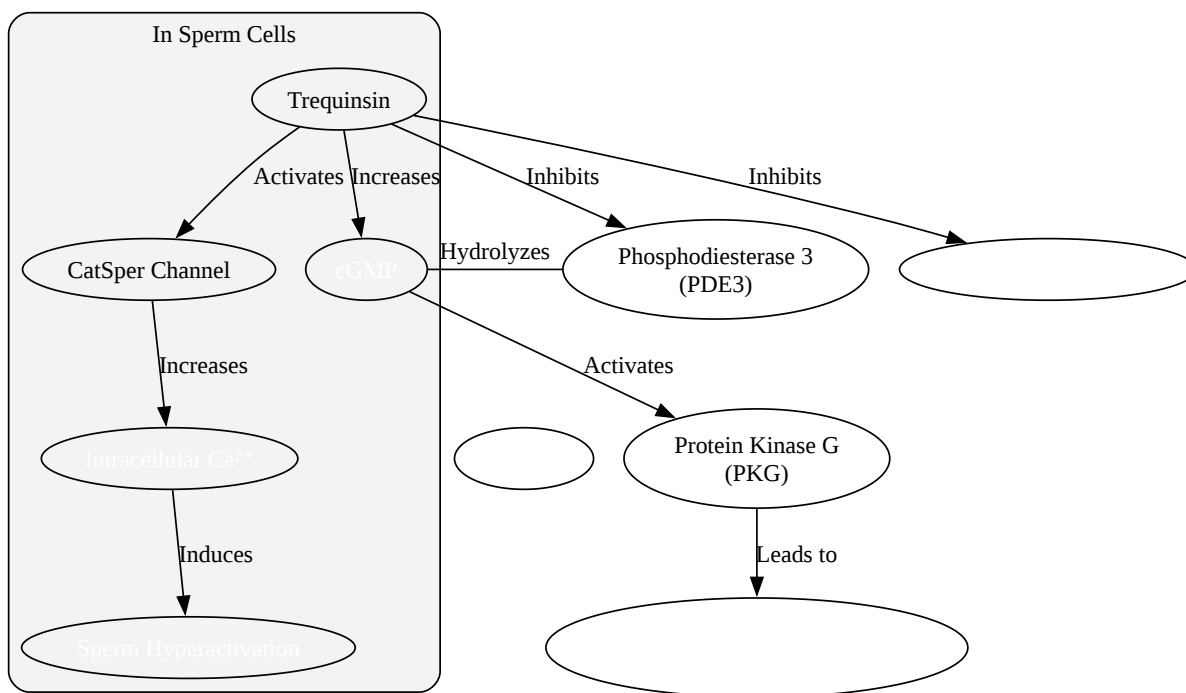 In Sperm Cells
Trequinsin
Activates
Increases
Inhibits
Inhibits
CatSper Channel
cGMP
Hydrolyzes
Phosphodiesterase 3
(PDE3)
Increases
Activates
Intracellular Ca²⁺
Protein Kinase G
(PKG)
Induces
Leads to
Sperm Hyperactivation